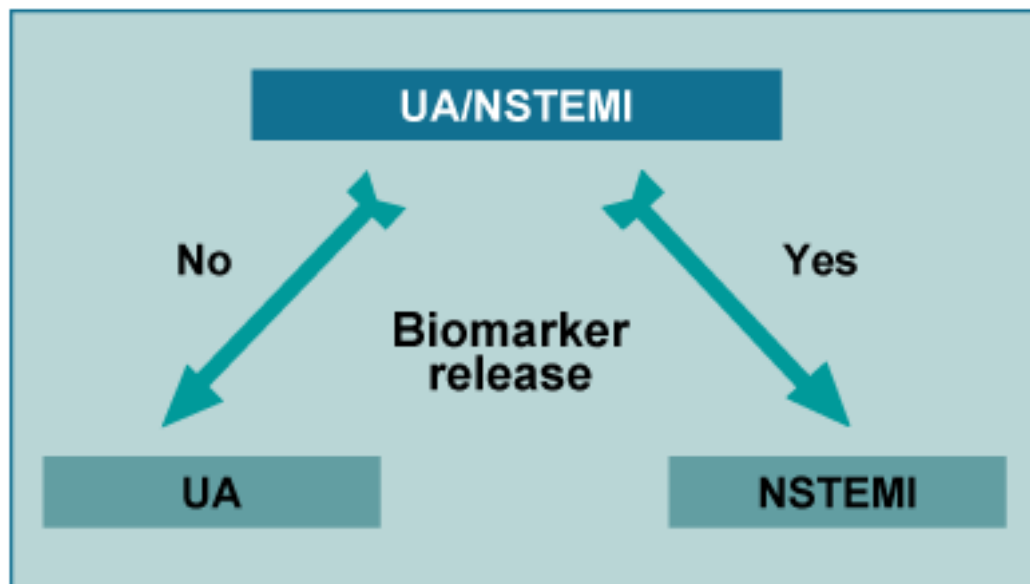 UA/NSTEMI
No
Yes
Biomarker
release
UA
NSTEMI